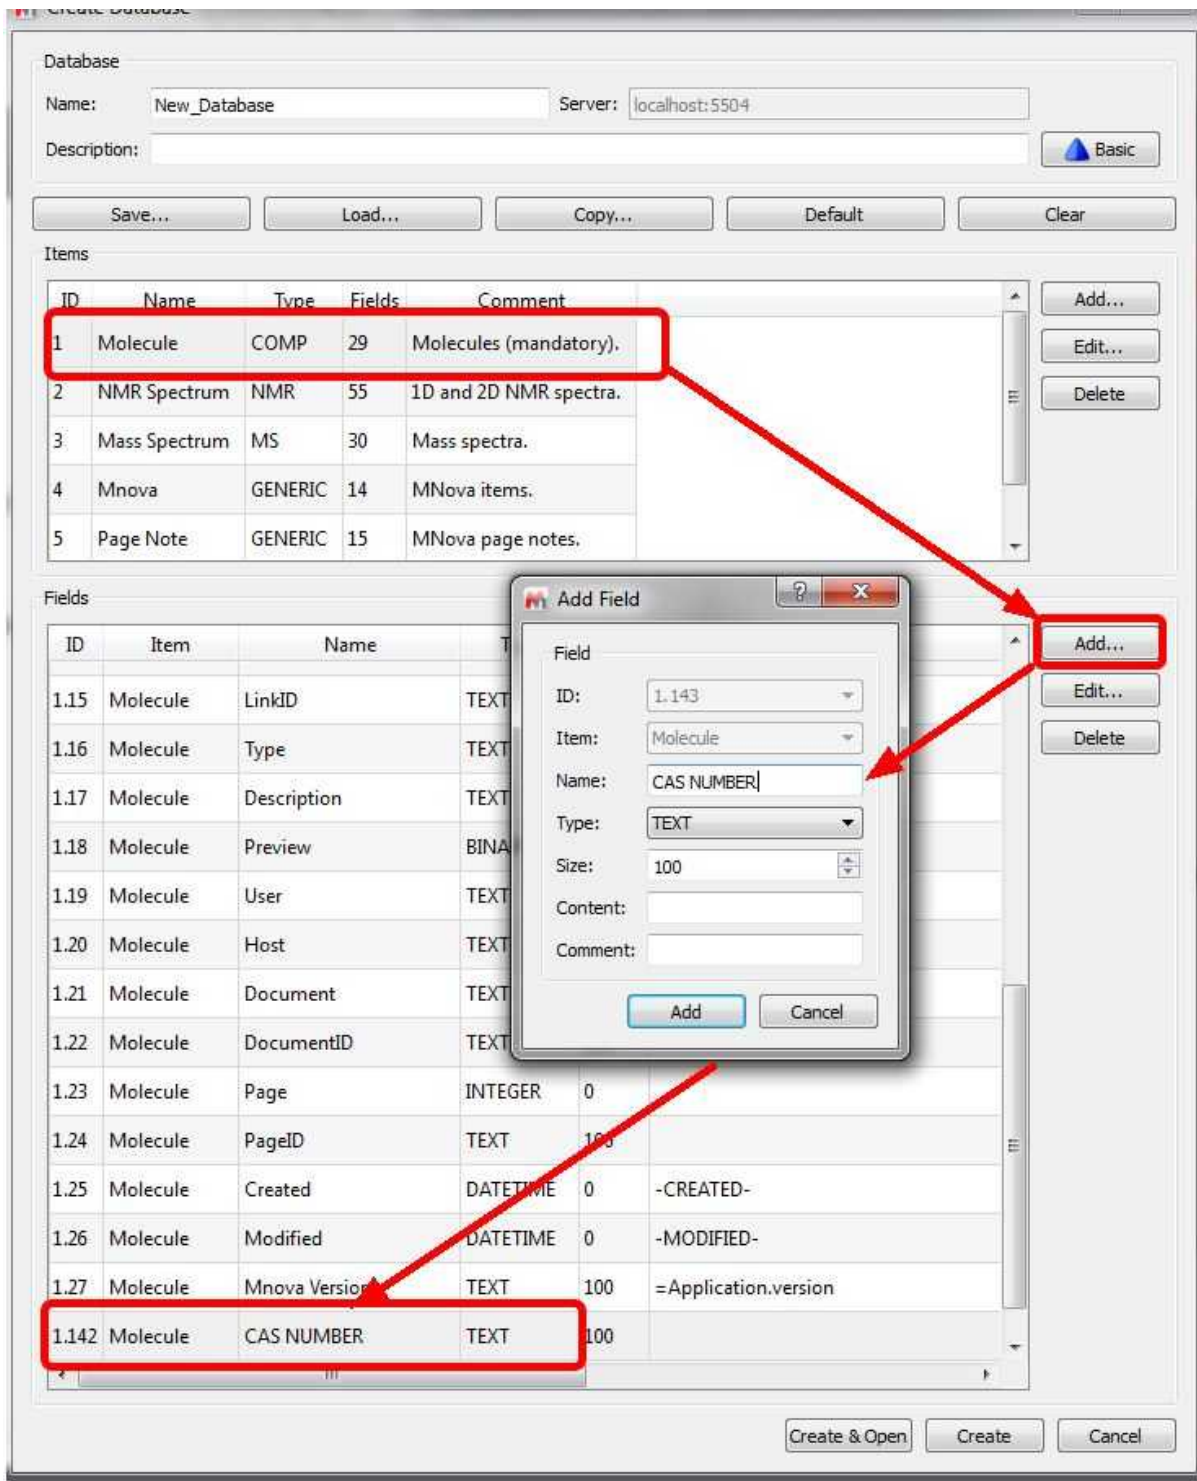 Create Database
Database
Name: New_Database Server: localhost:5504
Description: Basic
Save... Load... Copy... Default Clear
Items
ID Name Type Fields Comment Add...
1 Molecule COMP 29 Molecules (mandatory). Edit...
2 NMR Spectrum NMR 55 1D and 2D NMR spectra. Delete
3 Mass Spectrum MS 30 Mass spectra.
4 Mnova GENERIC 14 MNova items.
5 Page Note GENERIC 15 MNova page notes.
Fields
ID Item Name T Add...
1.15 Molecule LinkID TEXT Edit...
1.16 Molecule Type TEXT Delete
1.17 Molecule Description TEXT
1.18 Molecule Preview BINA
1.19 Molecule User TEXT
1.20 Molecule Host TEXT
1.21 Molecule Document TEXT
1.22 Molecule DocumentID TEXT
1.23 Molecule Page INTEGER 0
1.24 Molecule PageID TEXT 100
1.25 Molecule Created DATETIME 0 -CREATED-
1.26 Molecule Modified DATETIME 0 -MODIFIED-
1.27 Molecule Mnova Version TEXT 100 =Application.version
1.142 Molecule CAS NUMBER TEXT 100
Add Field
Field
ID: 1.143
Item: Molecule
Name: CAS NUMBER
Type: TEXT
Size: 100
Content:
Comment:
Add Cancel
Create & Open Create Cancel